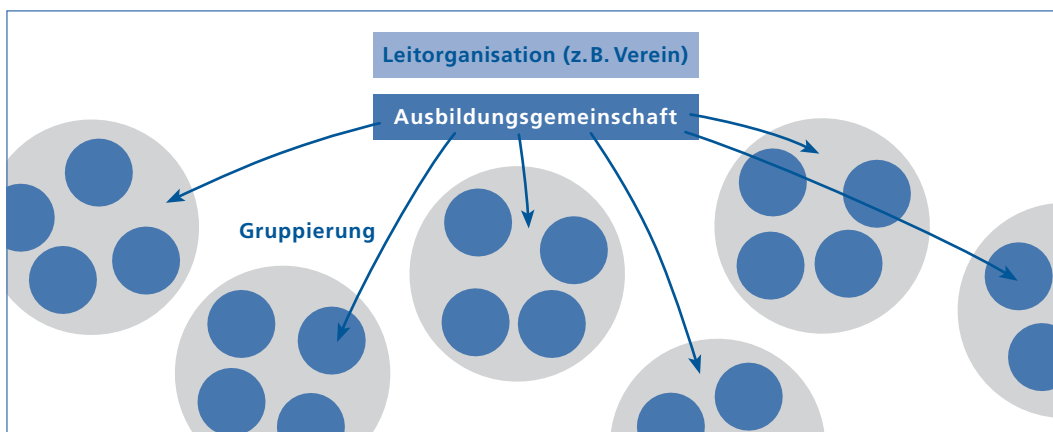 Leitorganisation (z. B. Verein)
Ausbildungsgemeinschaft
Gruppierung